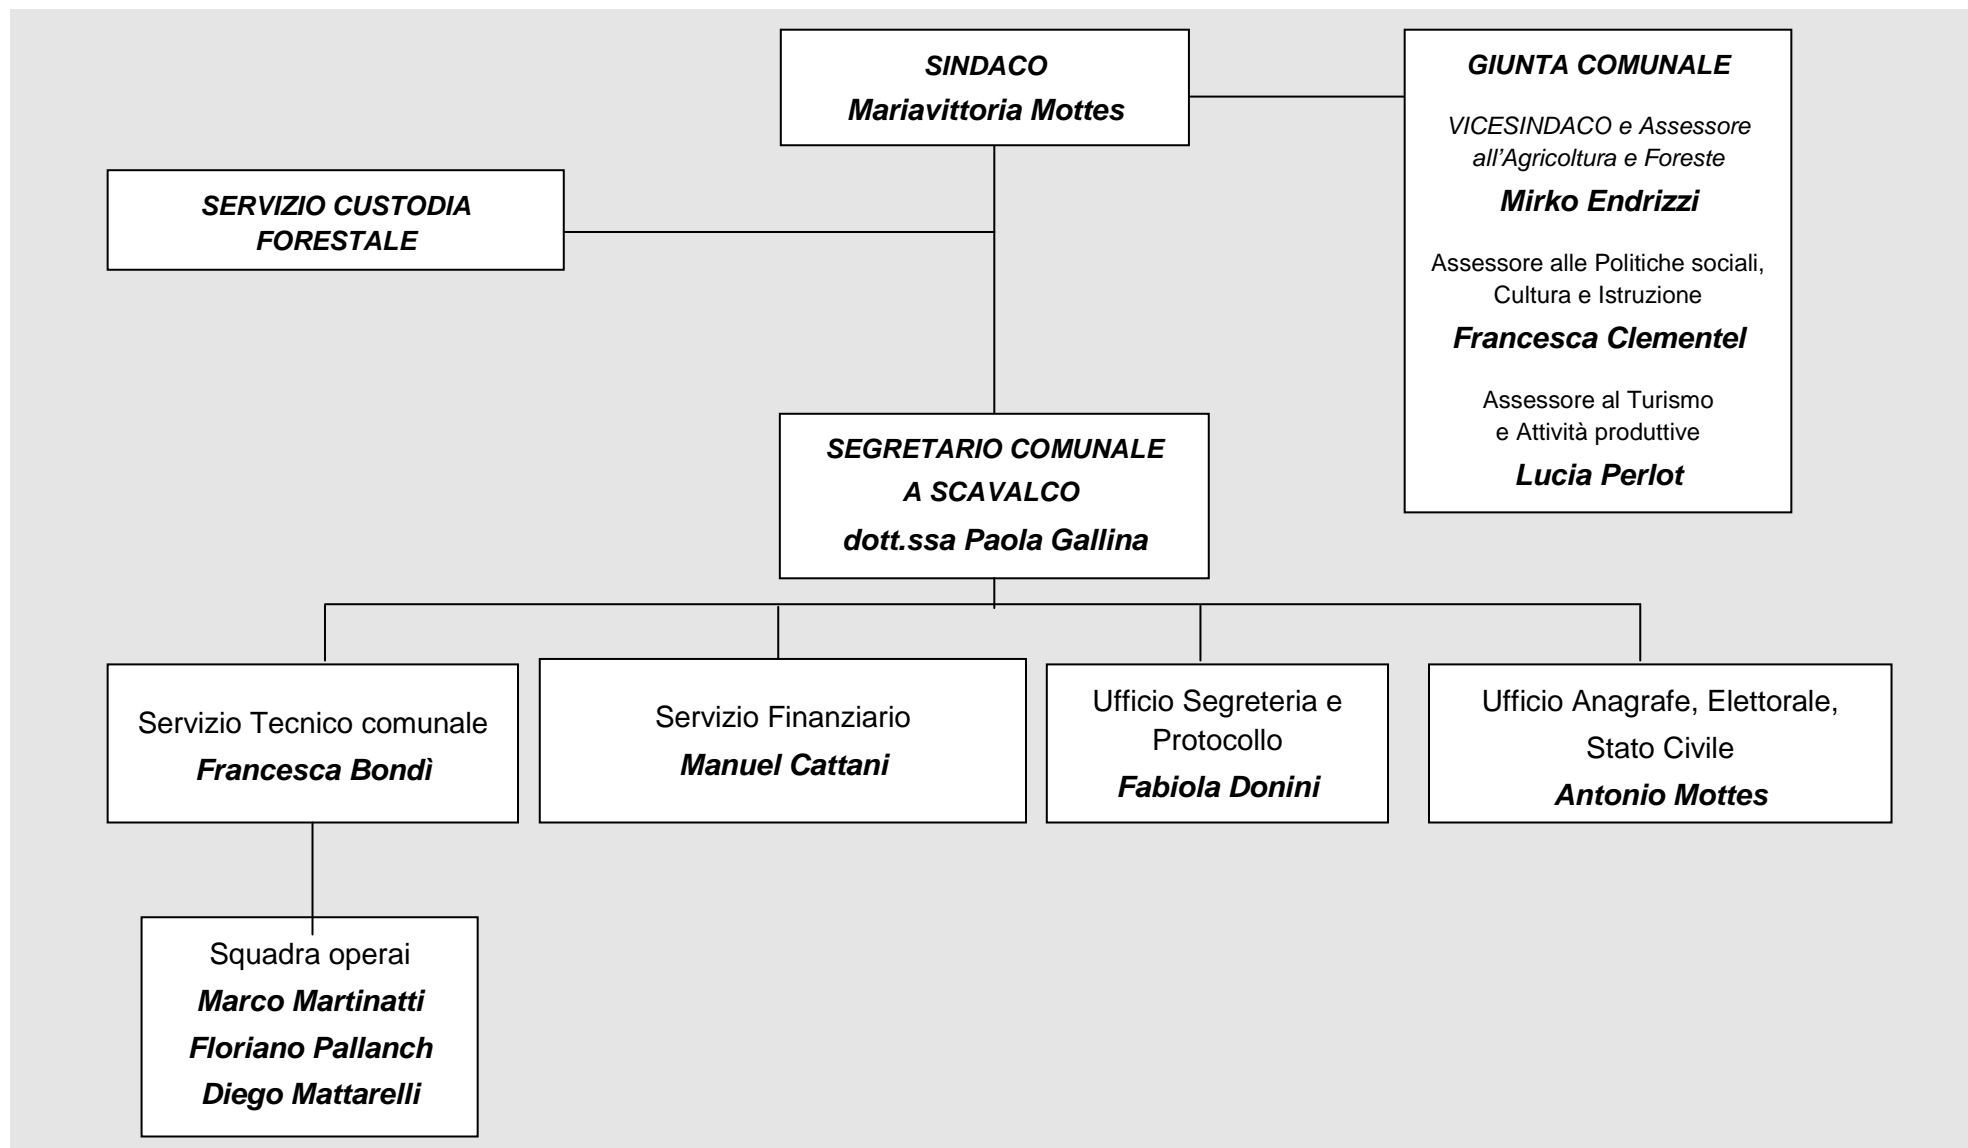 SINDACO
Mariavittoria Mottes
GIUNTA COMUNALE
VICESINDACO e Assessore
all’Agricoltura e Foreste
Mirko Endrizzi
Assessore alle Politiche sociali,
Cultura e Istruzione
Francesca Clementel
Assessore al Turismo
e Attività produttive
Lucia Perlot
SERVIZIO CUSTODIA
FORESTALE
SEGRETARIO COMUNALE
A SCAVALCO
dott.ssa Paola Gallina
Servizio Tecnico comunale
Francesca Bondì
Servizio Finanziario
Manuel Cattani
Ufficio Segreteria e
Protocollo
Fabiola Donini
Ufficio Anagrafe, Elettorale,
Stato Civile
Antonio Mottes
Squadra operai
Marco Martinatti
Floriano Pallanch
Diego Mattarelli